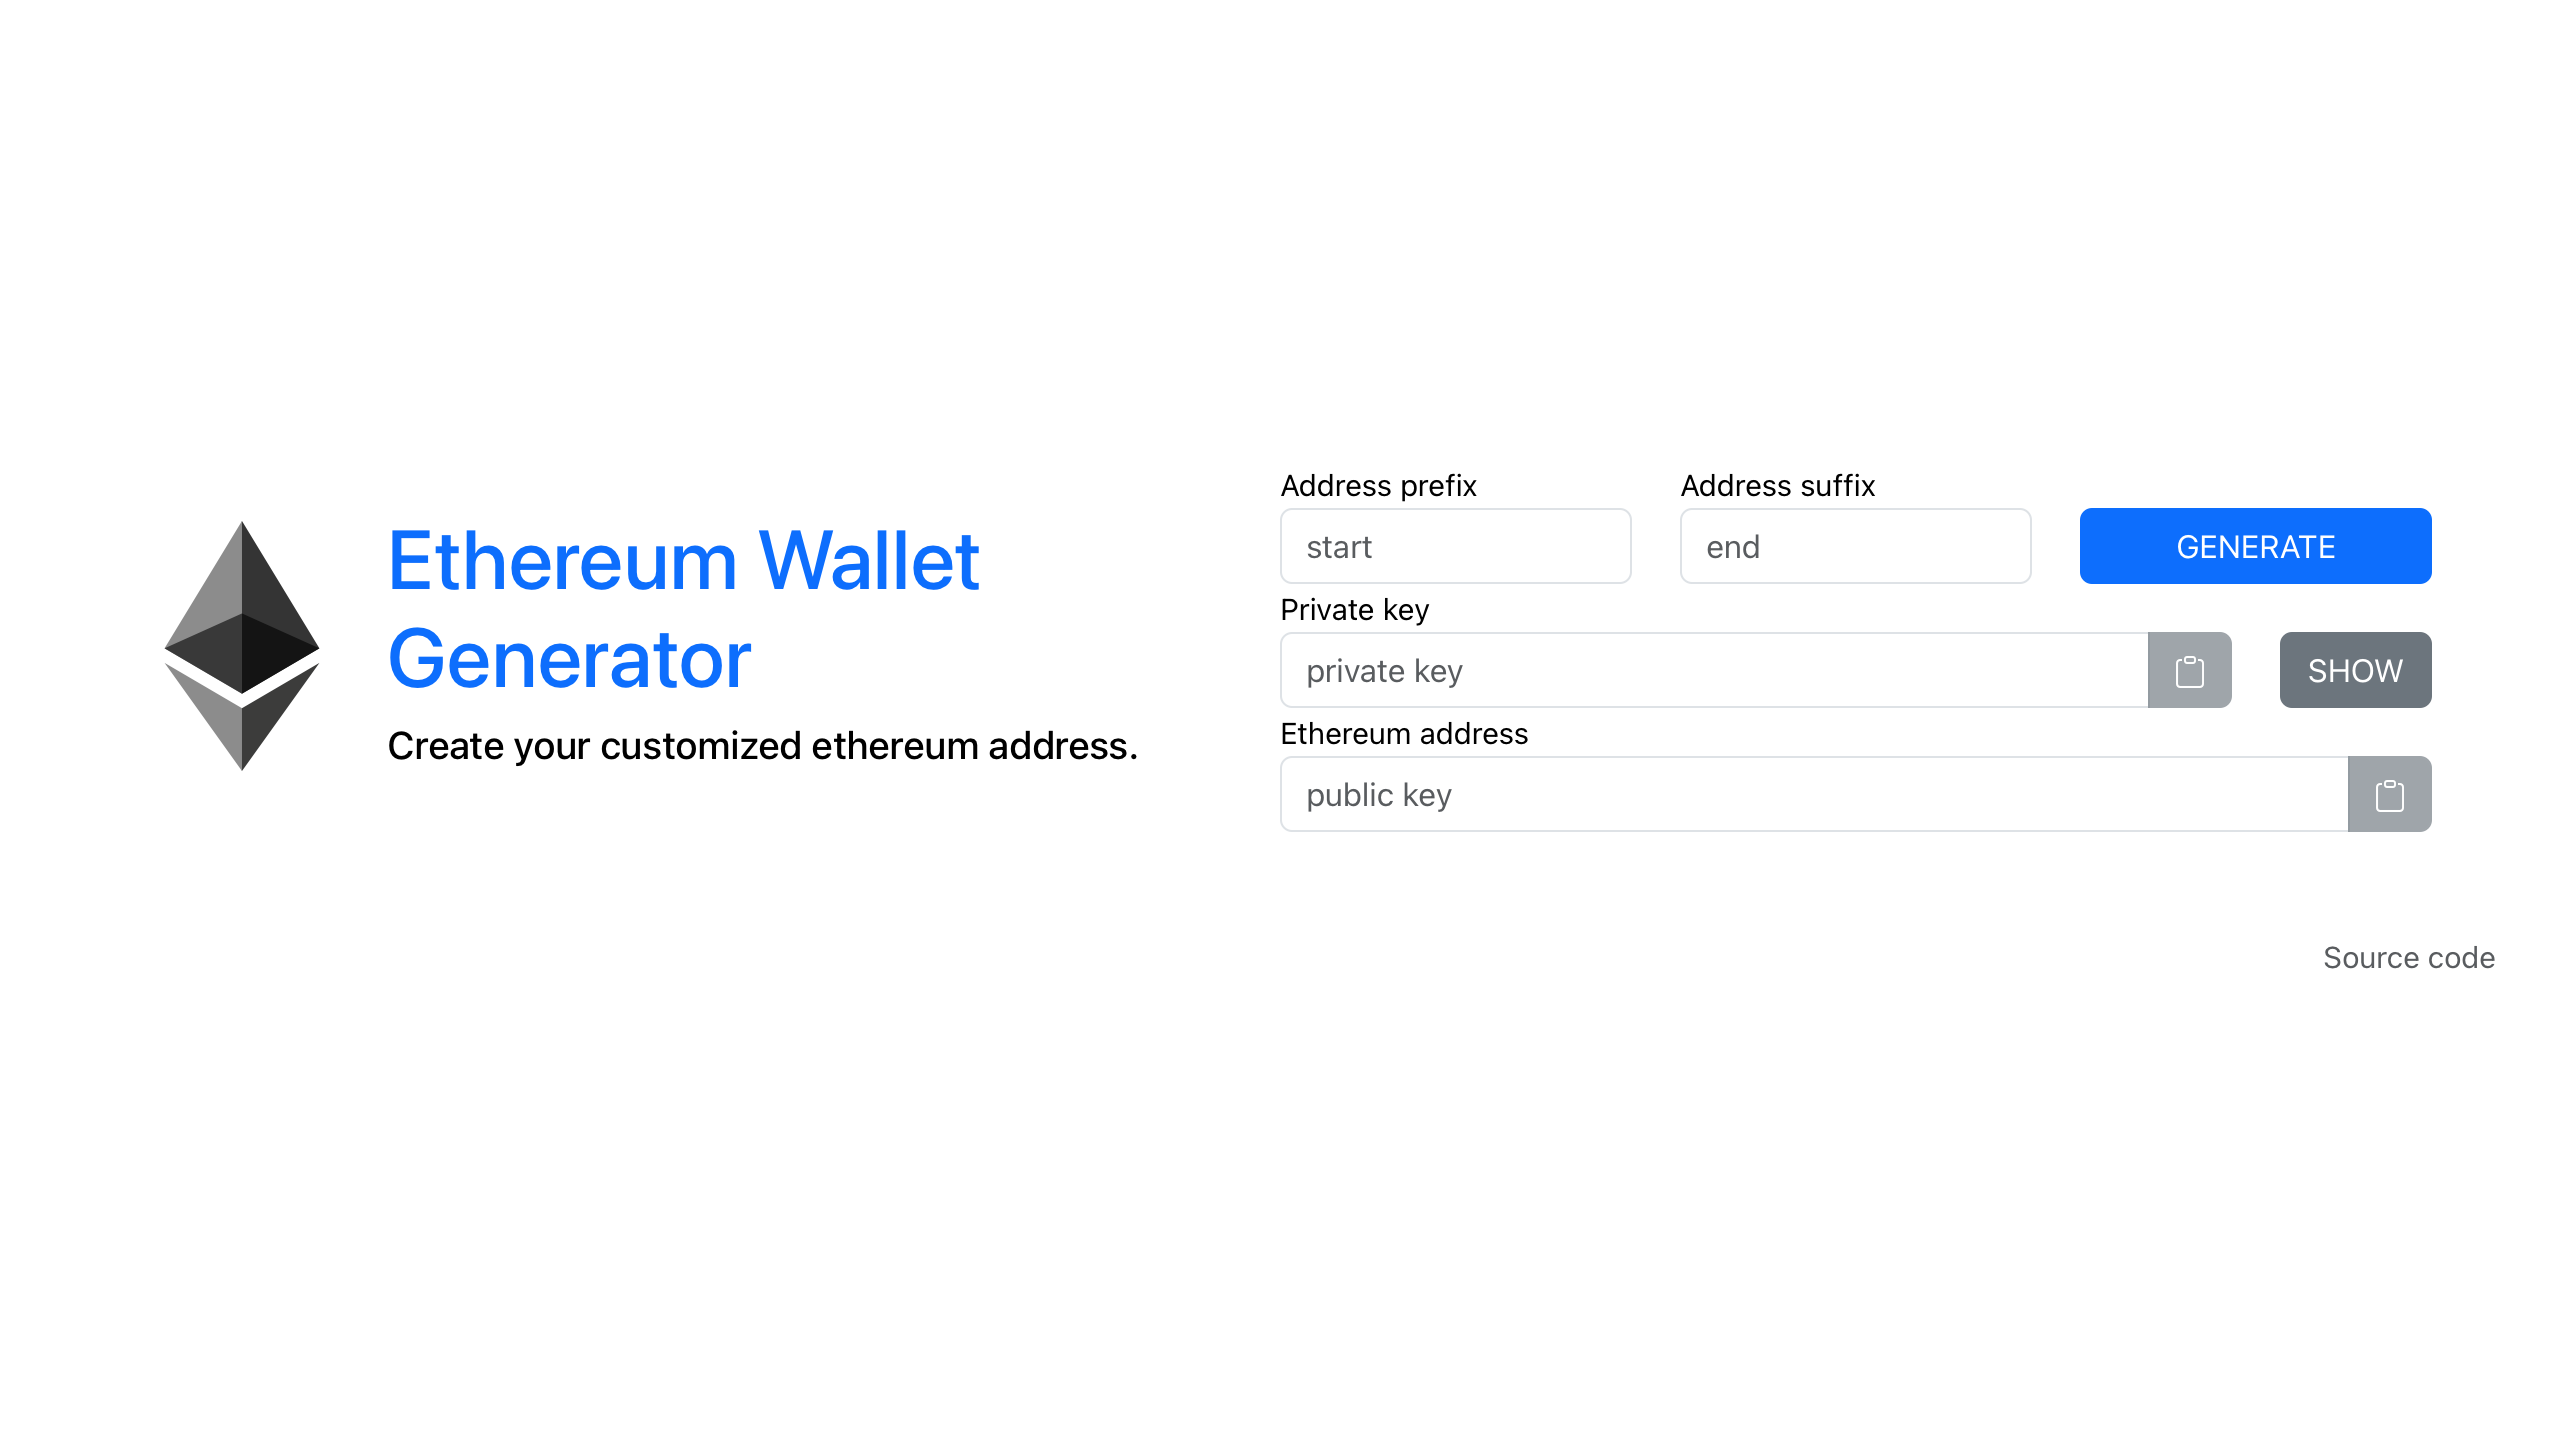 Ethereum Wallet
Generator
Create your customized ethereum address.
Address prefix
Address suffix
start
end
GENERATE
Private key
private key
SHOW
Ethereum address
public key
Source code